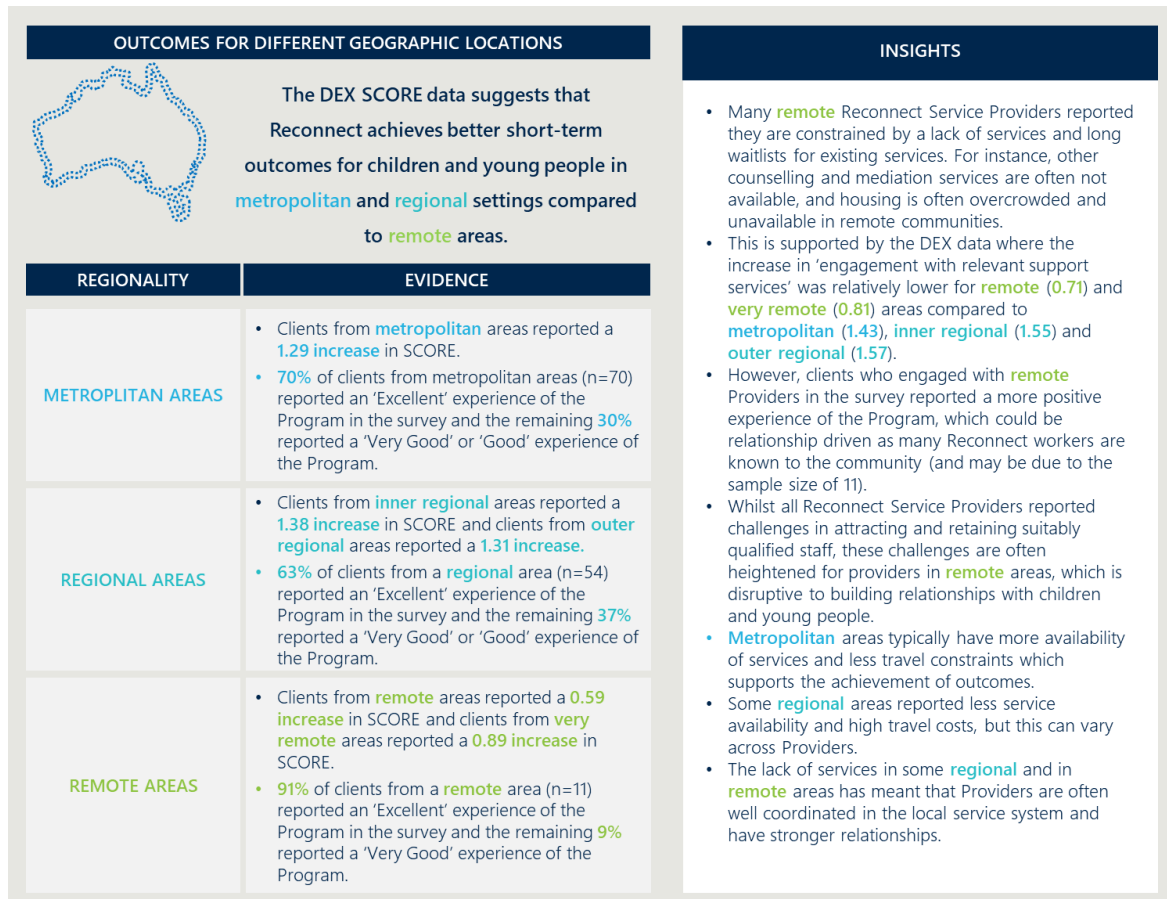 OUTCOMES FOR DIFFERENT GEOGRAPHIC LOCATIONS
The DEX SCORE data suggests that
Reconnect achieves better short-term
outcomes for children and young people in
metropolitan and regional settings compared
to remote areas.
REGIONALITY
EVIDENCE
METROPLITAN AREAS
• Clients from metropolitan areas reported a
1.29 increase in SCORE.
• 70% of clients from metropolitan areas (n=70)
reported an ‘Excellent’ experience of the
Program in the survey and the remaining 30%
reported a ‘Very Good’ or ‘Good’ experience of
the Program.
REGIONAL AREAS
• Clients from inner regional areas reported a
1.38 increase in SCORE and clients from outer
regional areas reported a 1.31 increase.
• 63% of clients from a regional area (n=54)
reported an ‘Excellent’ experience of the
Program in the survey and the remaining 37%
reported a ‘Very Good’ or ‘Good’ experience of
the Program.
REMOTE AREAS
• Clients from remote areas reported a 0.59
increase in SCORE and clients from very
remote areas reported a 0.89 increase in
SCORE.
• 91% of clients from a remote area (n=11)
reported an ‘Excellent’ experience of the
Program in the survey and the remaining 9%
reported a ‘Very Good’ experience of the
Program.
INSIGHTS
• Many remote Reconnect Service Providers reported
they are constrained by a lack of services and long
waitlists for existing services. For instance, other
counselling and mediation services are often not
available, and housing is often overcrowded and
unavailable in remote communities.
• This is supported by the DEX data where the
increase in ‘engagement with relevant support
services’ was relatively lower for remote (0.71) and
very remote (0.81) areas compared to
metropolitan (1.43), inner regional (1.55) and
outer regional (1.57).
• However, clients who engaged with remote
Providers in the survey reported a more positive
experience of the Program, which could be
relationship driven as many Reconnect workers are
known to the community (and may be due to the
sample size of 11).
• Whilst all Reconnect Service Providers reported
challenges in attracting and retaining suitably
qualified staff, these challenges are often
heightened for providers in remote areas, which is
disruptive to building relationships with children
and young people.
• Metropolitan areas typically have more availability
of services and less travel constraints which
supports the achievement of outcomes.
• Some regional areas reported less service
availability and high travel costs, but this can vary
across Providers.
• The lack of services in some regional and in
remote areas has meant that Providers are often
well coordinated in the local service system and
have stronger relationships.